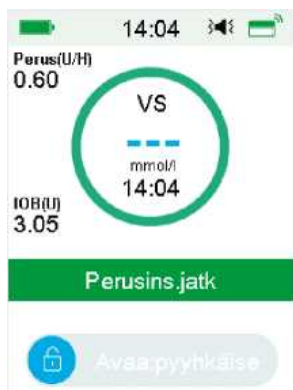 14:04
Perus(U/H)
0.60
VS
---
mmol/l
14:04
IOB(U)
3.05
Perusins.jatk
Avaa:pyyhkäise